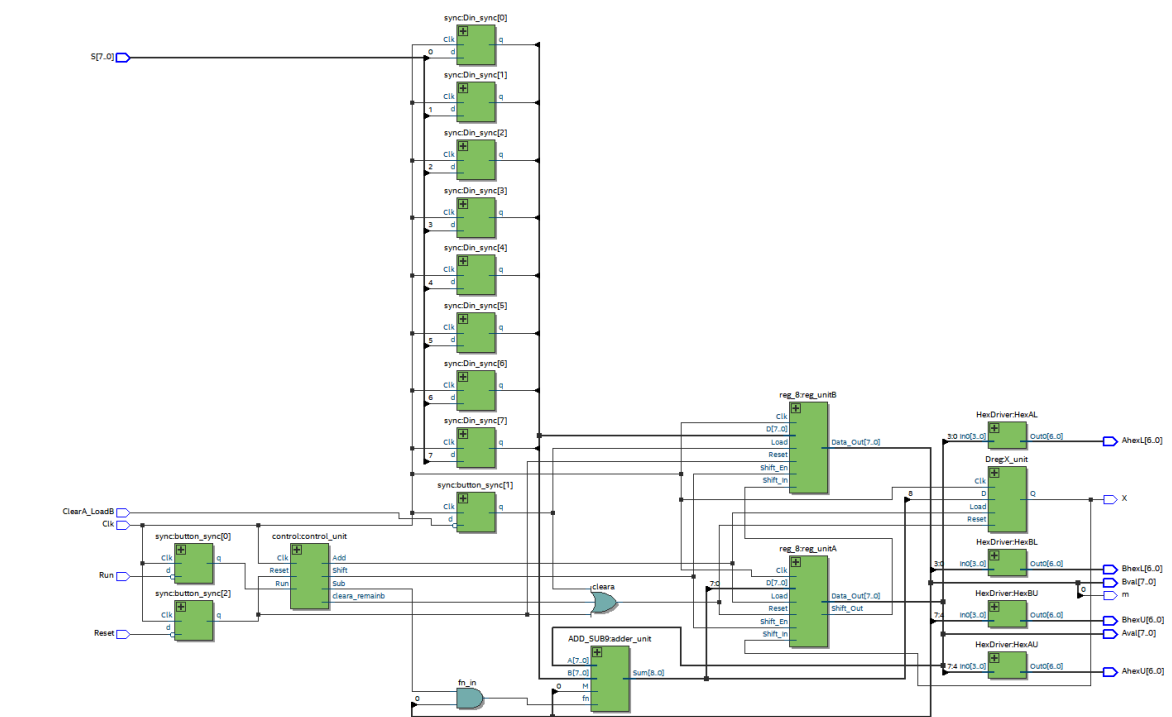 sync:Din_sync[0]
Clk q
0
d
S[7..0]
sync:Din_sync[1]
Clk q
1 d
sync:Din_sync[2]
Clk q
2 d
sync:Din_sync[3]
Clk q
3 d
sync:Din_sync[4]
Clk q
4 d
sync:Din_sync[5]
Clk q
5 d
sync:Din_sync[6]
Clk q
6 d
sync:Din_sync[7]
Clk q
7 d
sync:button_sync[1]
Clk q
d
ClearA_LoadB
Clk
Run
Reset
sync:button_sync[0]
Clk q
d
sync:button_sync[2]
Clk q
d
control:control_unit
Clk Add
Reset Shift
Run Sub
cleara_remainb
cleara
fn_in
0
ADD_SUB9:adder_unit
A[7..0]
B[7..0] Sum[8..0]
0 M
fn
reg_8:reg_unitB
Clk
D[7..0]
Load Data_Out[7..0]
Reset
Shift_En
Shift_In
reg_8:reg_unitA
Clk
7:0 D[7..0]
Load Data_Out[7..0]
Reset Shift_Out
Shift_En
Shift_In
HexDriver:HexAL
3:0 In0[3..0] Out0[6..0]
AhexL[6..0]
Dreg:X_unit
Clk
8 D Q
Load
Reset
X
HexDriver:HexBL
3:0 In0[3..0] Out0[6..0]
BhexL[6..0]
Bval[7..0]
0 m
HexDriver:HexBU
7:4 In0[3..0] Out0[6..0]
BhexU[6..0]
Aval[7..0]
HexDriver:HexAU
7:4 In0[3..0] Out0[6..0]
AhexU[6..0]